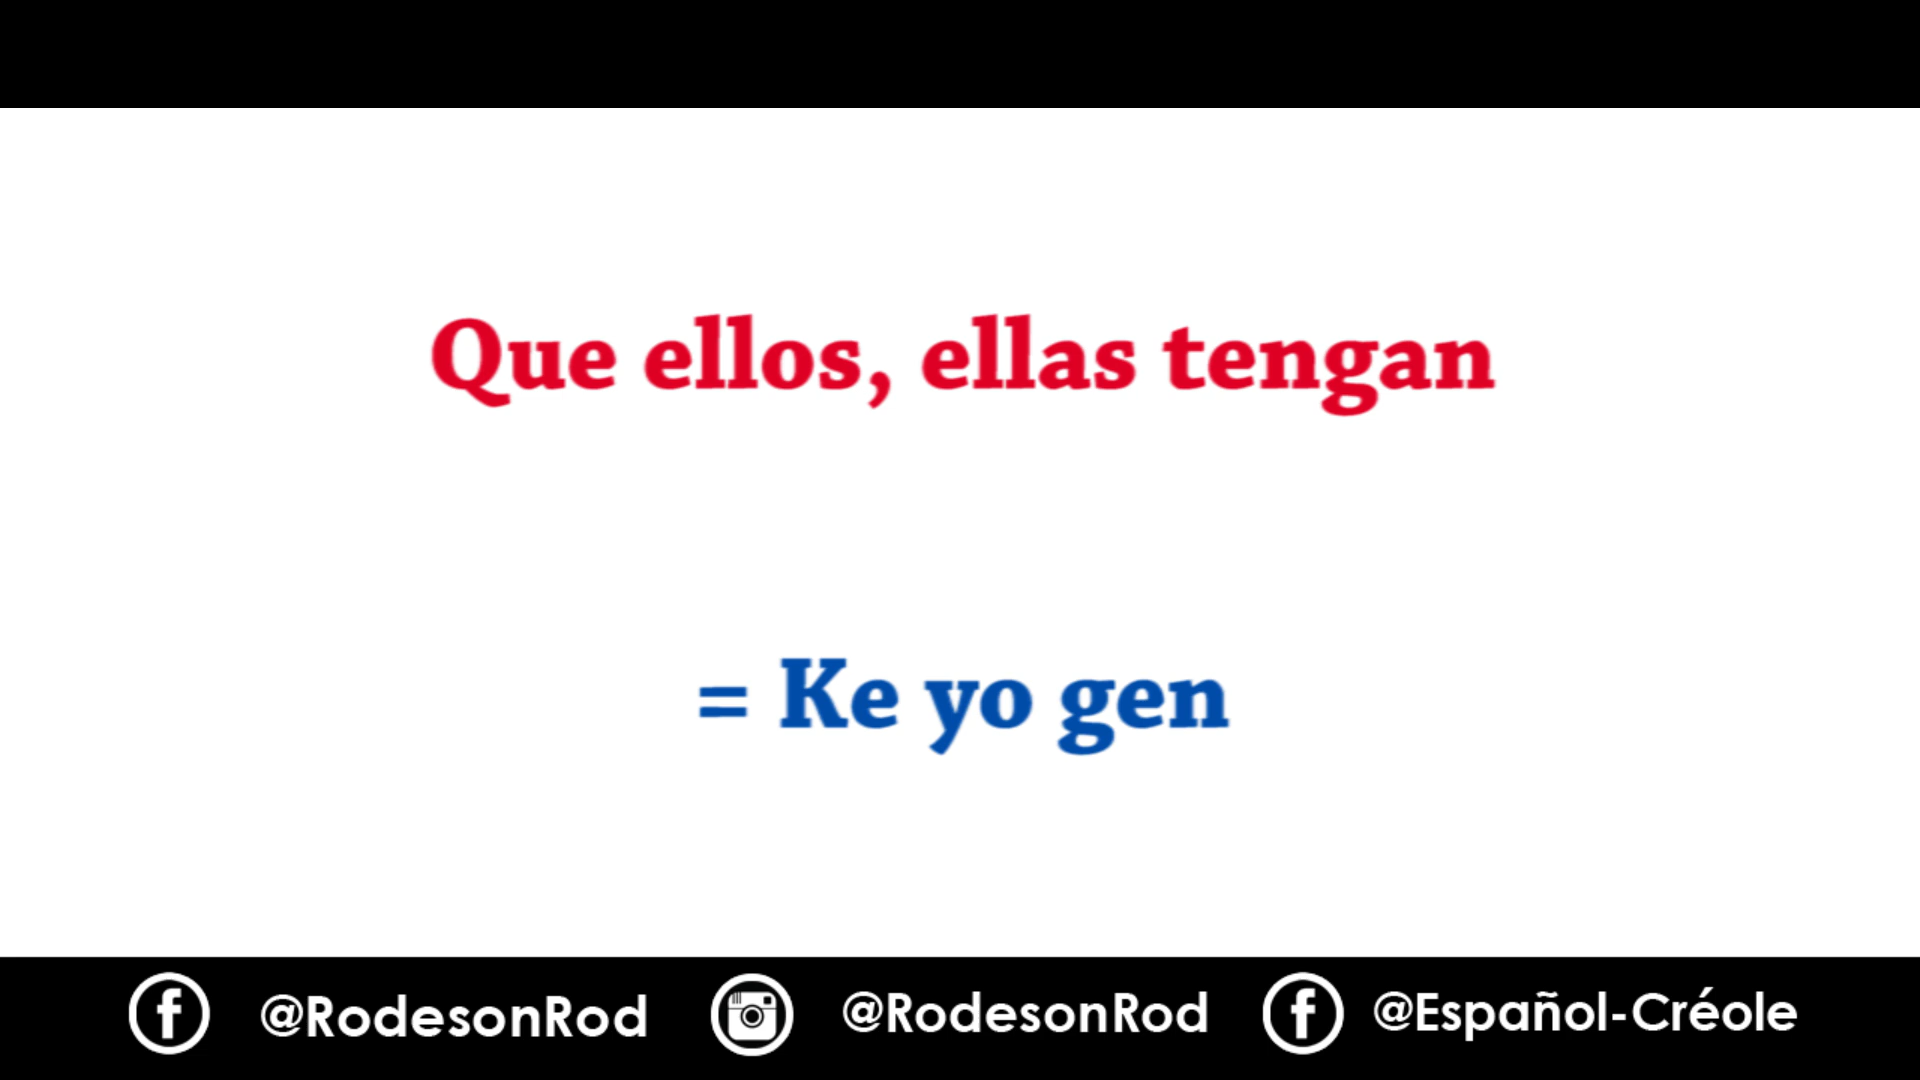 Que ellos, ellas tengan
= Ke yo gen
@RodesonRod @RodesonRod @Español-Créole